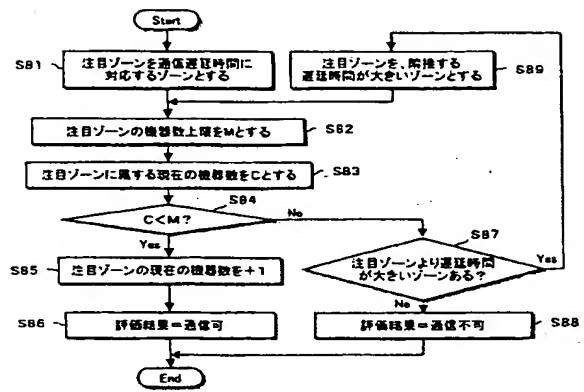 Start
S81
注目ゾーンを通信遅延時間に
対応するゾーンとする
注目ゾーンを、隣接する
遅延時間が大きいゾーンとする
S89
注目ゾーンの機器数上限をMとする
S82
注目ゾーンに属する現在の機器数をCとする
S83
C<M?
S84
No
Yes
S85
注目ゾーンの現在の機器数を+1
S87
注目ゾーンより遅延時間
が大きいゾーンある?
Yes
No
S86
評価結果=通信可
評価結果=通信不可
S88
End